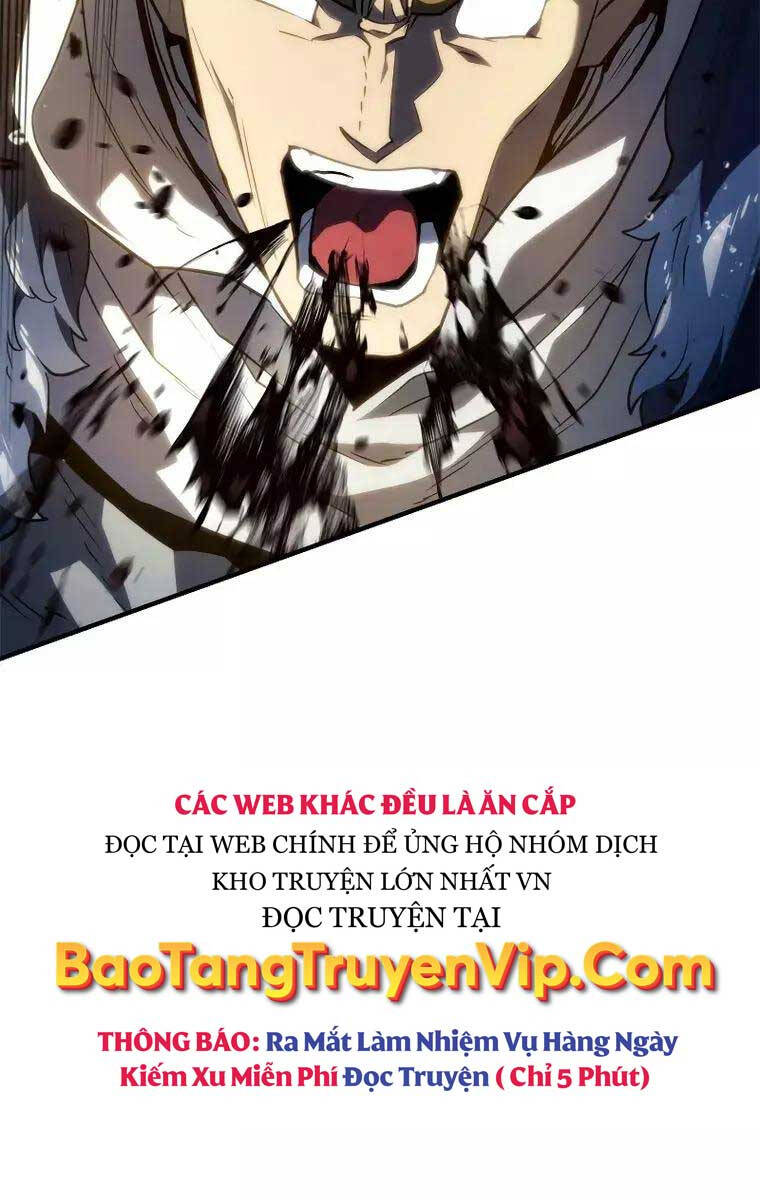 CÁC WEB KHÁC ĐỀU LÀ ĂN CẮP
ĐỌC TẠI WEB CHÍNH ĐỂ ỦNG HỘ NHÓM DỊCH
KHO TRUYỆN LỚN NHẤT VN
ĐỌC TRUYỆN TẠI
BaoTangTruyenVip.Com
THÔNG BÁO: Ra Mắt Làm Nhiệm Vụ Hàng Ngày
Kiếm Xu Miễn Phí Đọc Truyện ( Chỉ 5 Phút)